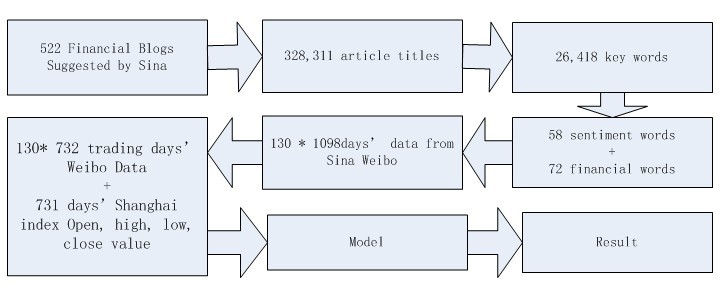 522 Financial Blogs
Suggested by Sina
328,311 article titles
26,418 key words
58 sentiment words
+
72 financial words
130 * 1098days’ data from
Sina Weibo
130* 732 trading days’
Weibo Data
+
731 days’ Shanghai
index Open, high, low,
close value
Model
Result